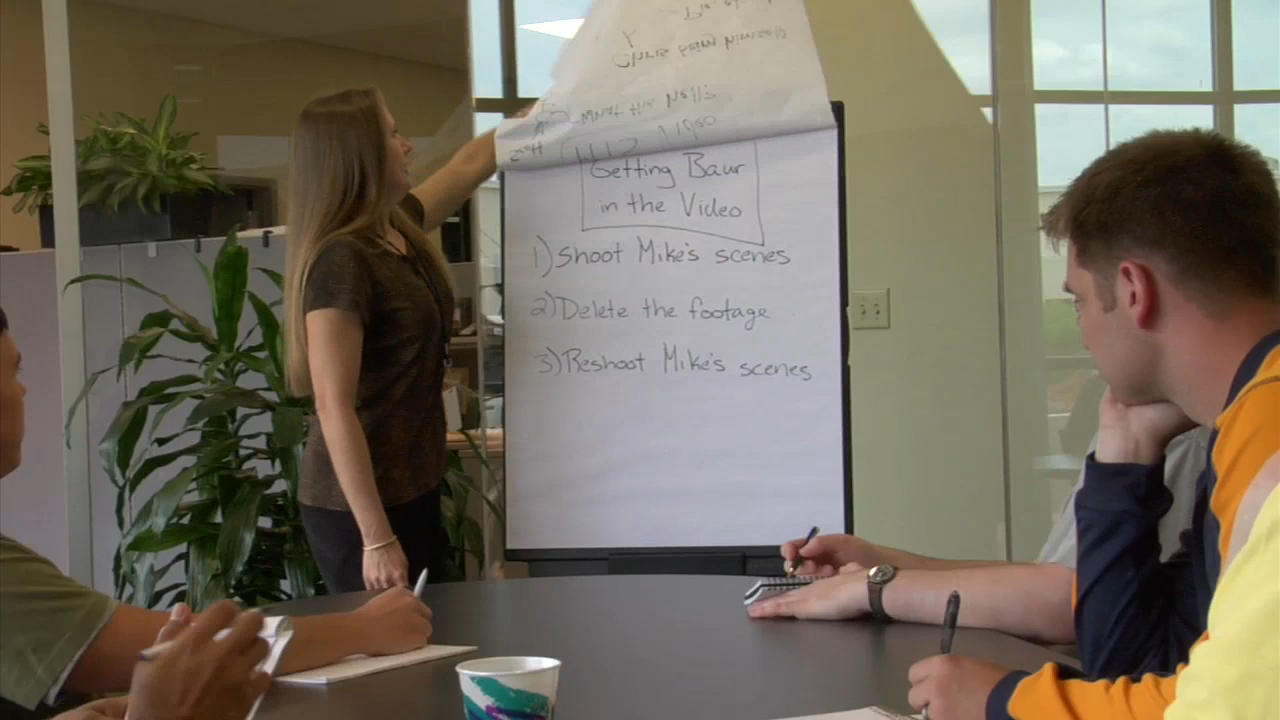 Getting Baur
in the Video
1) Shoot Mike's scenes
2) Delete the footage
3) Reshoot Mike's scenes